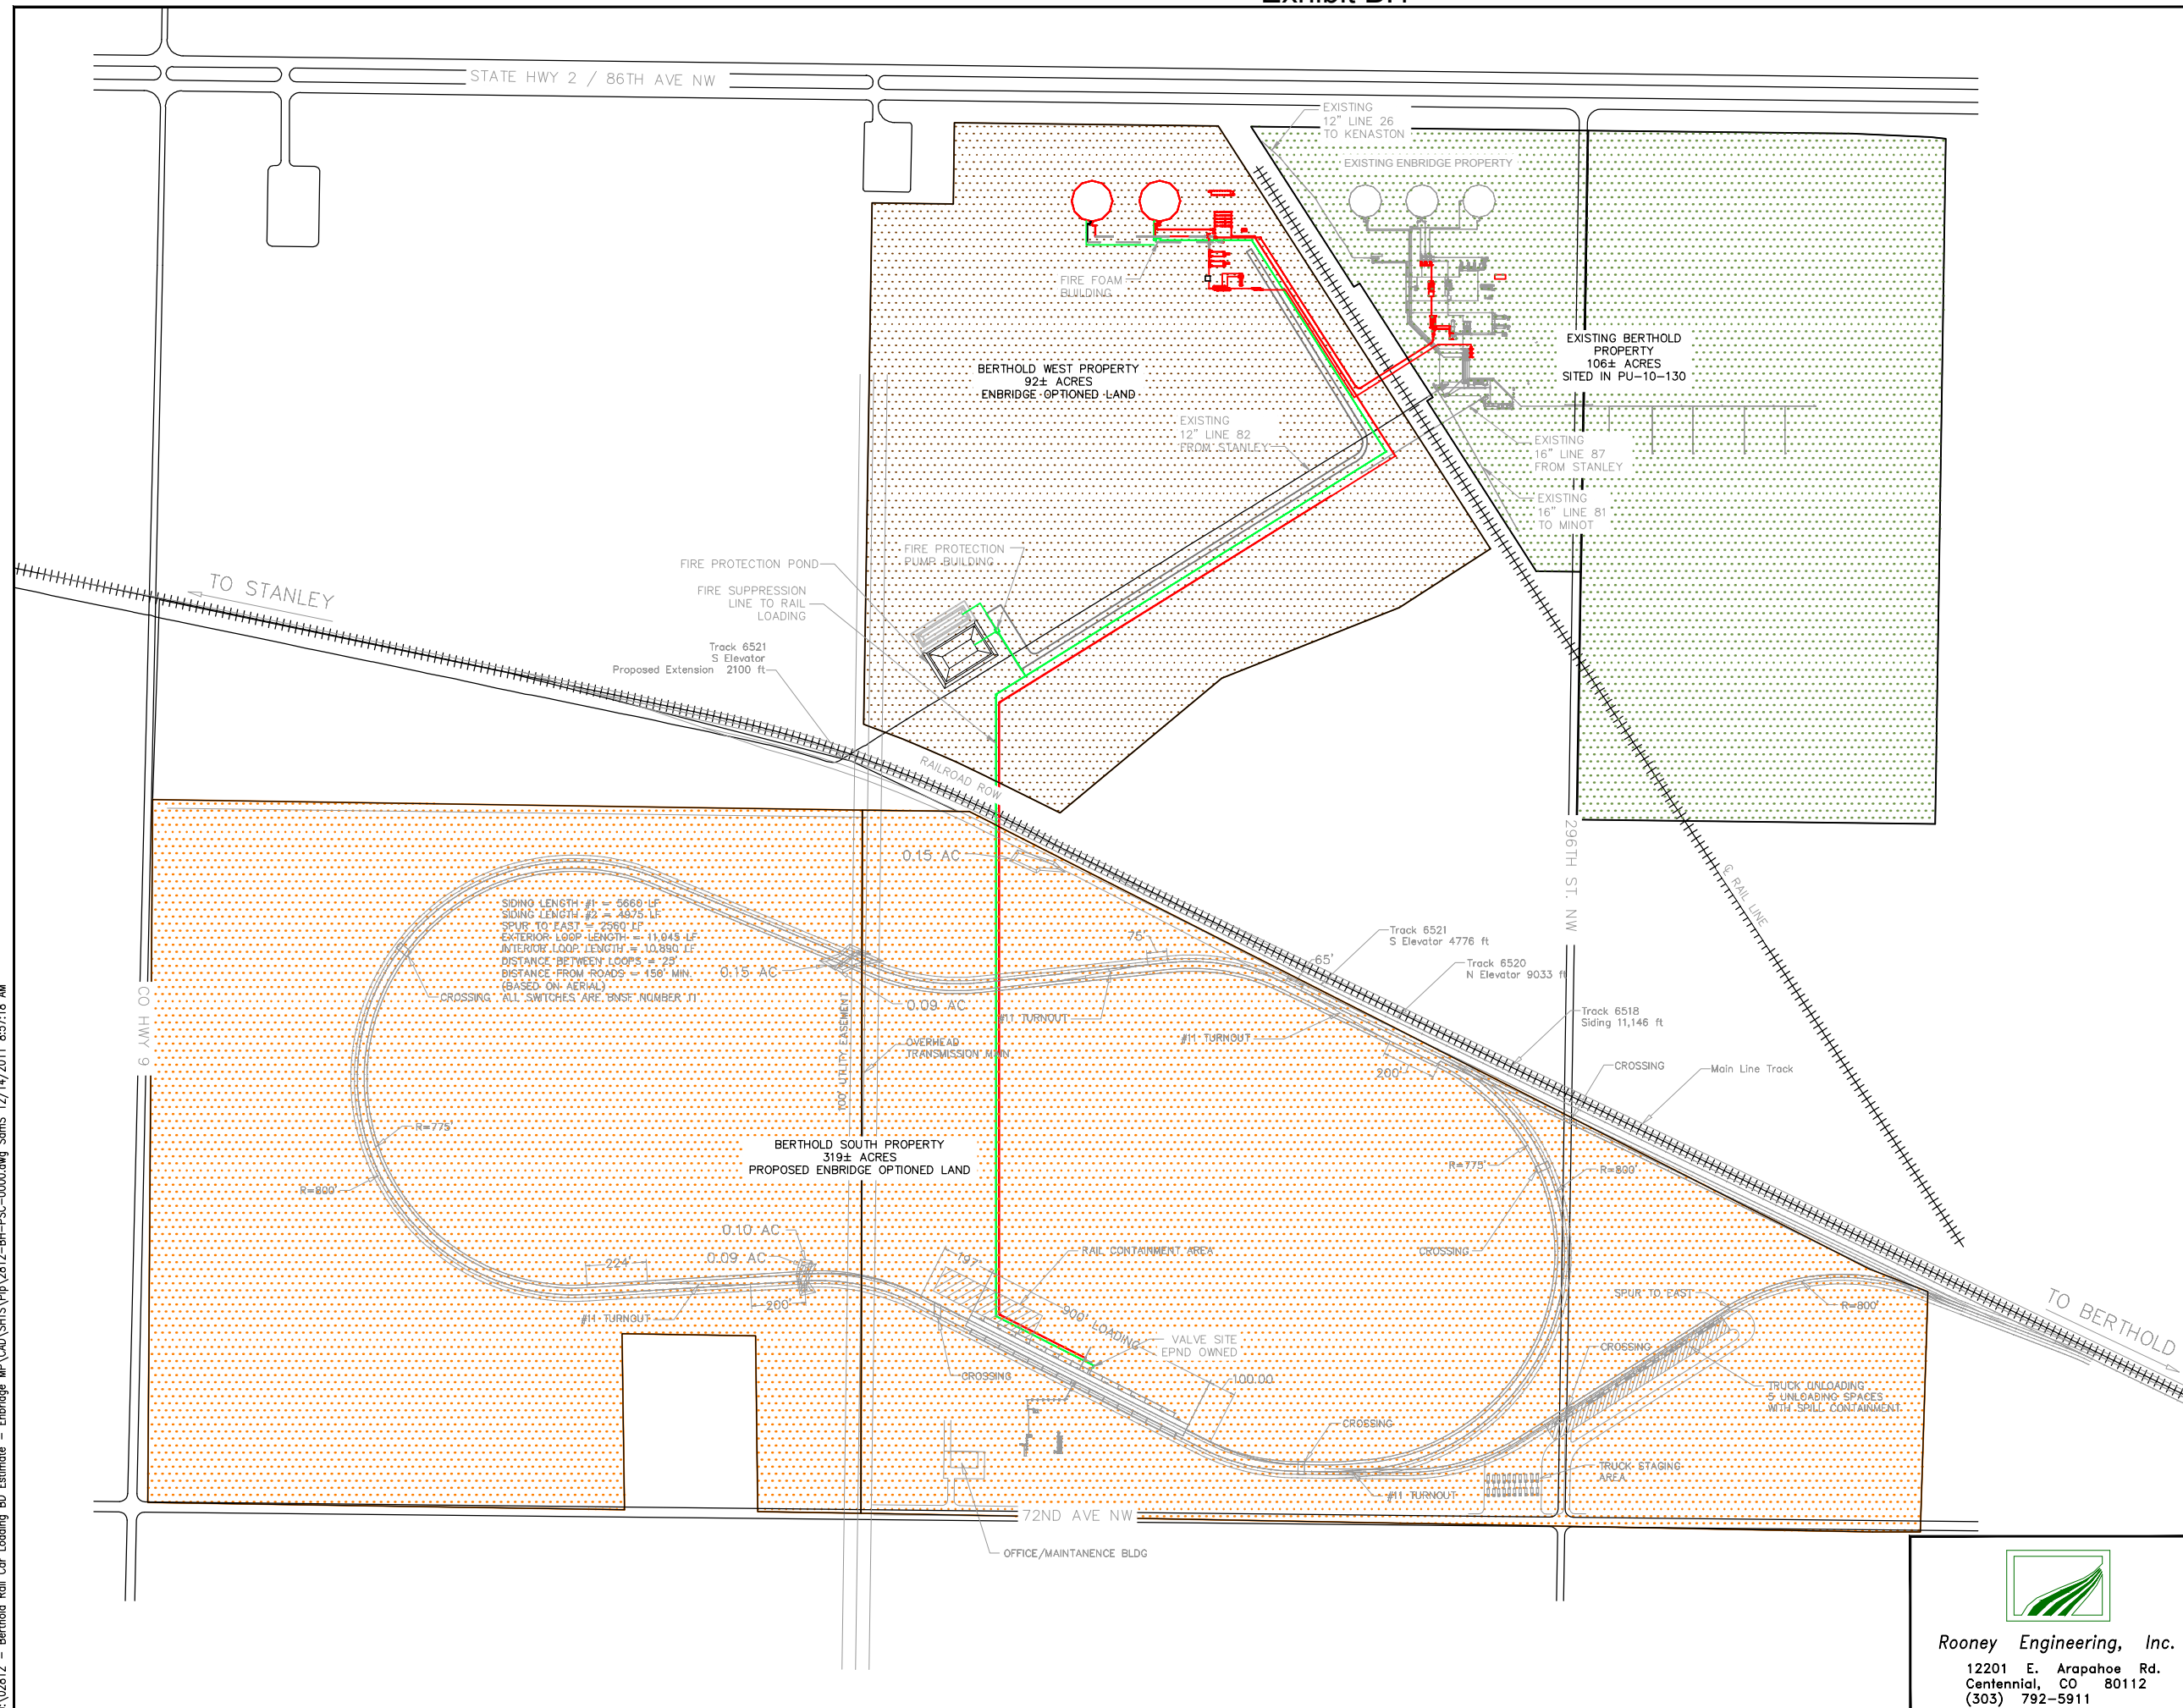 STATE HWY 2 / 86TH AVE NW
EXISTING
12" LINE 26
TO KENASTON
EXISTING ENBRIDGE PROPERTY
FIRE FOAM
BUILDING
EXISTING BERTHOLD
PROPERTY
106± ACRES
SITED IN PU-10-130
BERTHOLD WEST PROPERTY
92± ACRES
ENBRIDGE OPTIONED LAND
EXISTING
12" LINE 82
FROM STANLEY
EXISTING
16" LINE 87
FROM STANLEY
EXISTING
16" LINE 81
TO MINOT
FIRE PROTECTION
PUMP BUILDING
FIRE PROTECTION POND
FIRE SUPPRESSION
LINE TO RAIL
LOADING
TO STANLEY
Track 6521
S Elevator
Proposed Extension 2100 ft
RAILROAD ROW
296TH ST. NW
℄ RAIL LINE
0.15 AC
SIDING LENGTH #1 = 5660 LF
SIDING LENGTH #2 = 4975 LF
SPUR TO EAST = 2560 LF
EXTERIOR LOOP LENGTH = 11,045 LF
INTERIOR LOOP LENGTH = 10,890 LF
DISTANCE BETWEEN LOOPS = 25'
DISTANCE FROM ROADS = 150' MIN.
(BASED ON AERIAL)
ALL SWITCHES ARE BNSF NUMBER 11
CROSSING
0.15 AC
0.09 AC
75'
65'
Track 6521
S Elevator 4776 ft
Track 6520
N Elevator 9033 ft
Track 6518
Siding 11,146 ft
CROSSING
Main Line Track
CO HWY 9
#11 TURNOUT
#11 TURNOUT
200'
OVERHEAD
TRANSMISSION MAIN
100' UTILITY EASEMEN
R=775'
R=800'
BERTHOLD SOUTH PROPERTY
319± ACRES
PROPOSED ENBRIDGE OPTIONED LAND
R=775'
R=800'
CROSSING
0.10 AC
0.09 AC
224'
200'
#11 TURNOUT
197'
RAIL CONTAINMENT AREA
900' LOADING
VALVE SITE
EPND OWNED
CROSSING
100.00
CROSSING
SPUR TO EAST
R=800'
CROSSING
TO BERTHOLD
TRUCK UNLOADING
5 UNLOADING SPACES
WITH SPILL CONTAINMENT
TRUCK STAGING
AREA
#11 TURNOUT
72ND AVE NW
OFFICE/MAINTANENCE BLDG
Rooney Engineering, Inc.
12201 E. Arapahoe Rd.
Centennial, CO 80112
(303) 792-5911